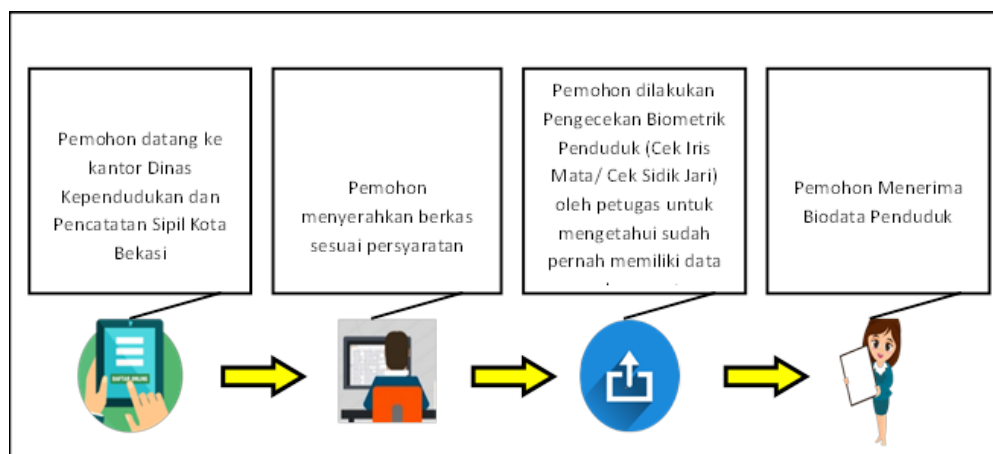 Pemohon datang ke
kantor Dinas
Kependudukan dan
Pencatatan Sipil Kota
Bekasi
Pemohon
menyerahkan berkas
sesuai persyaratan
Pemohon dilakukan
Pengecekan Biometrik
Penduduk (Cek Iris
Mata/ Cek Sidik Jari)
oleh petugas untuk
mengetahui sudah
pernah memiliki data
Pemohon Menerima
Biodata Penduduk
DAFTAR ONLINE